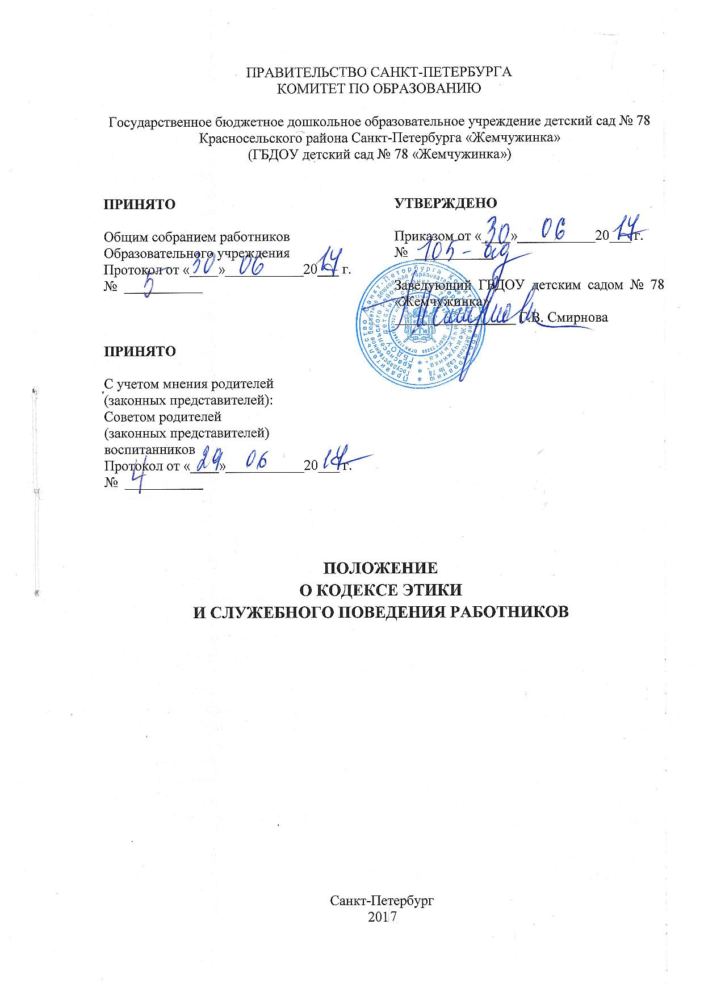 ПРАВИТЕЛЬСТВО САНКТ-ПЕТЕРБУРГА
КОМИТЕТ ПО ОБРАЗОВАНИЮ
Государственное бюджетное дошкольное образовательное учреждение детский сад № 78
Красносельского района Санкт-Петербурга «Жемчужинка»
(ГБДОУ детский сад № 78 «Жемчужинка»)
ПРИНЯТО
Общим собранием работников
Образовательного учреждения
Протокол от «30» 06 2017 г.
№ 5
УТВЕРЖДЕНО
Приказом от «30» 06 2017 г.
№ 105-ад
Заведующий ГБДОУ детским садом № 78
«Жемчужинка»
Г.В. Смирнова
ПРИНЯТО
С учетом мнения родителей
(законных представителей):
Советом родителей
(законных представителей)
воспитанников
Протокол от «29» 06 2017 г.
№ 4
ПОЛОЖЕНИЕ
О КОДЕКСЕ ЭТИКИ
И СЛУЖЕБНОГО ПОВЕДЕНИЯ РАБОТНИКОВ
Санкт-Петербург
2017